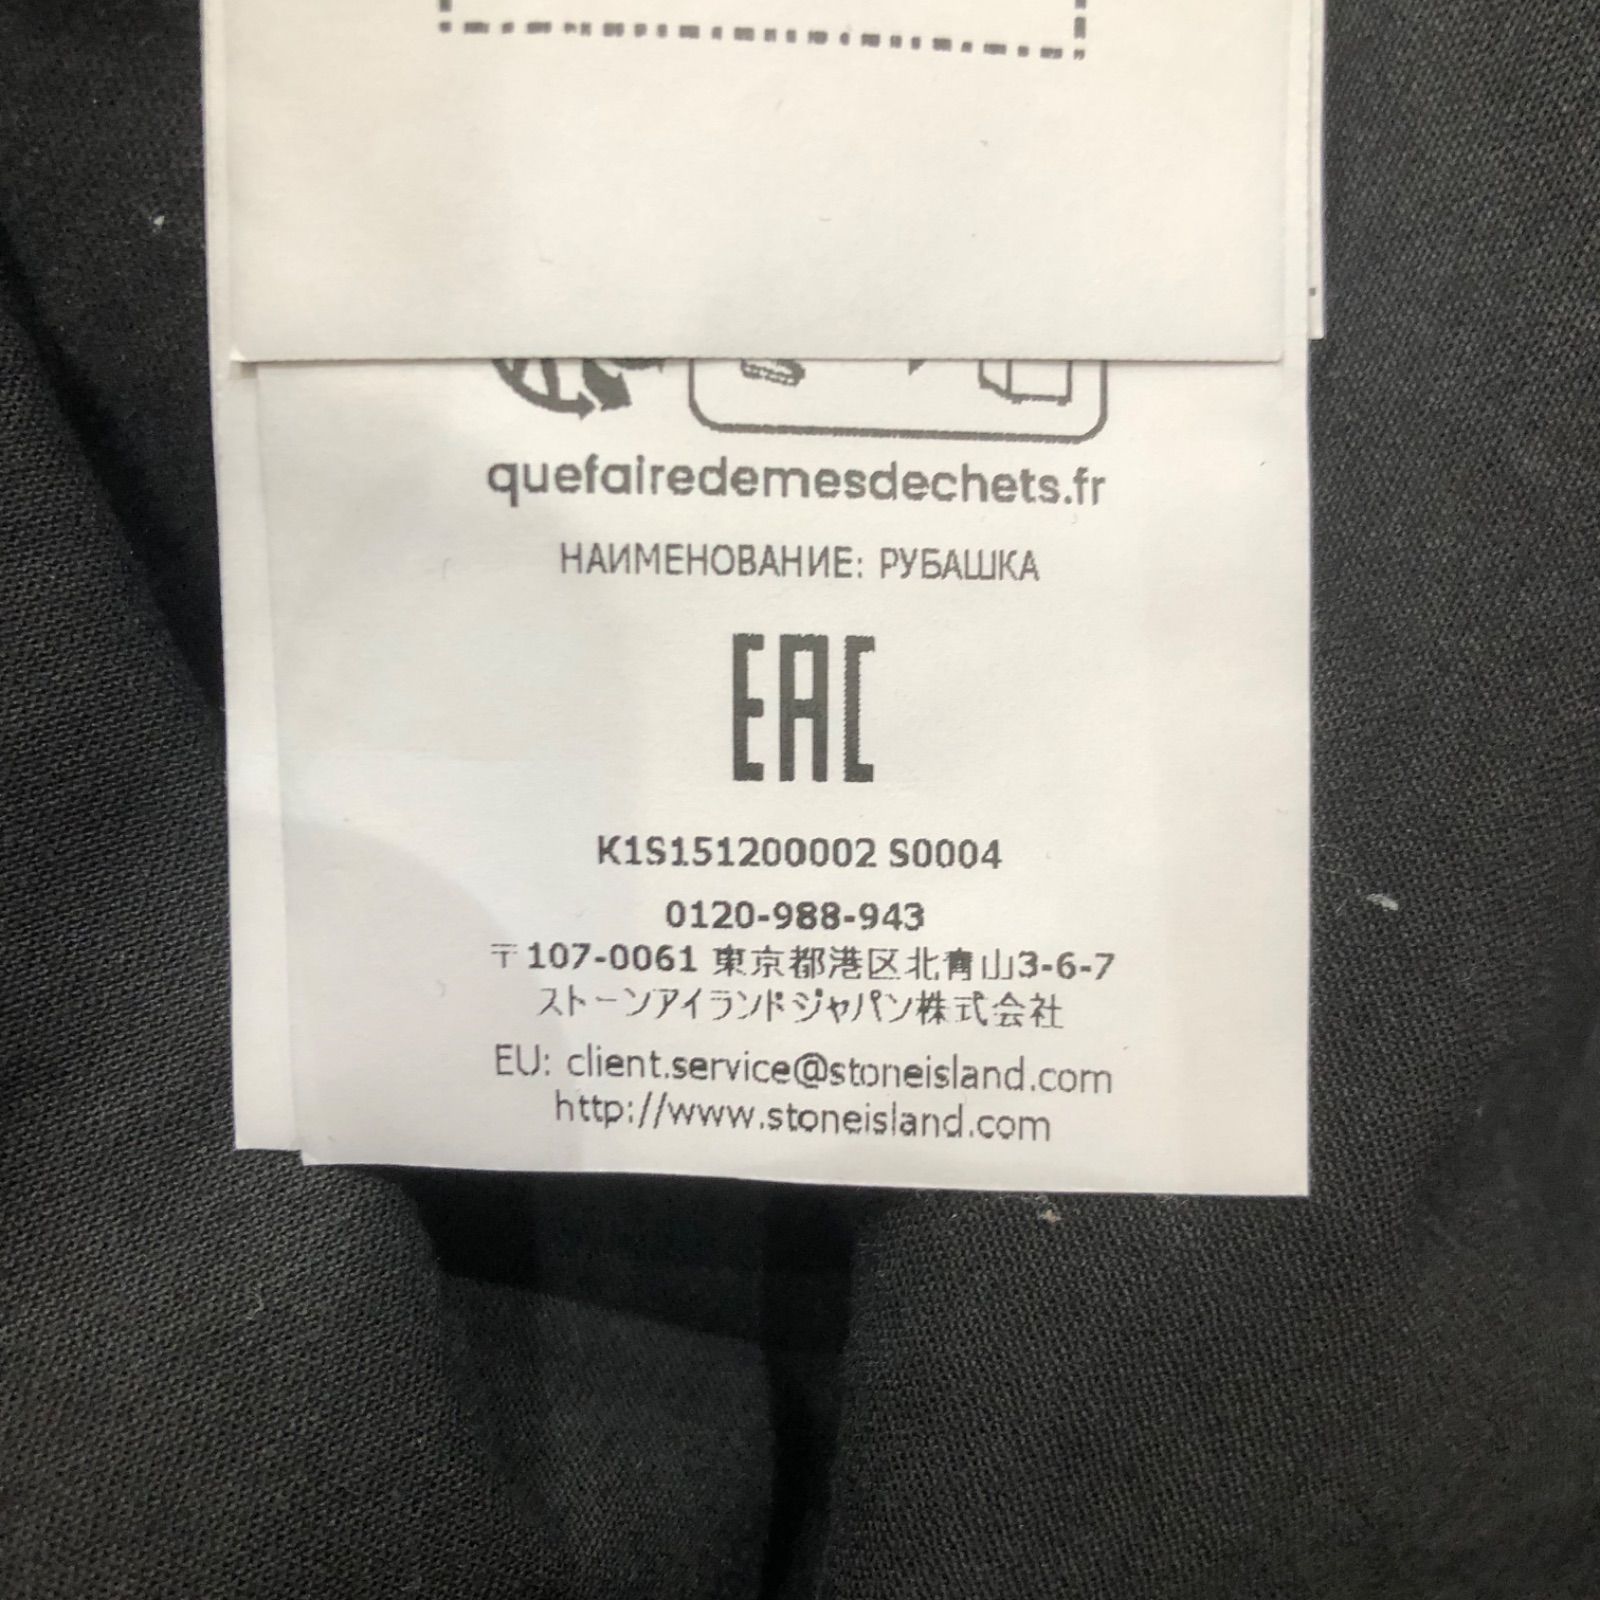 quefairedemesdechets.fr
НАИМЕНОВАНИЕ: РУБАШКА
EAC
K1S151200002 S0004
0120-988-943
〒107-0061 東京都港区北青山3-6-7
ストーンアイランドジャパン株式会社
EU: client.service@stoneisland.com
http://www.stoneisland.com